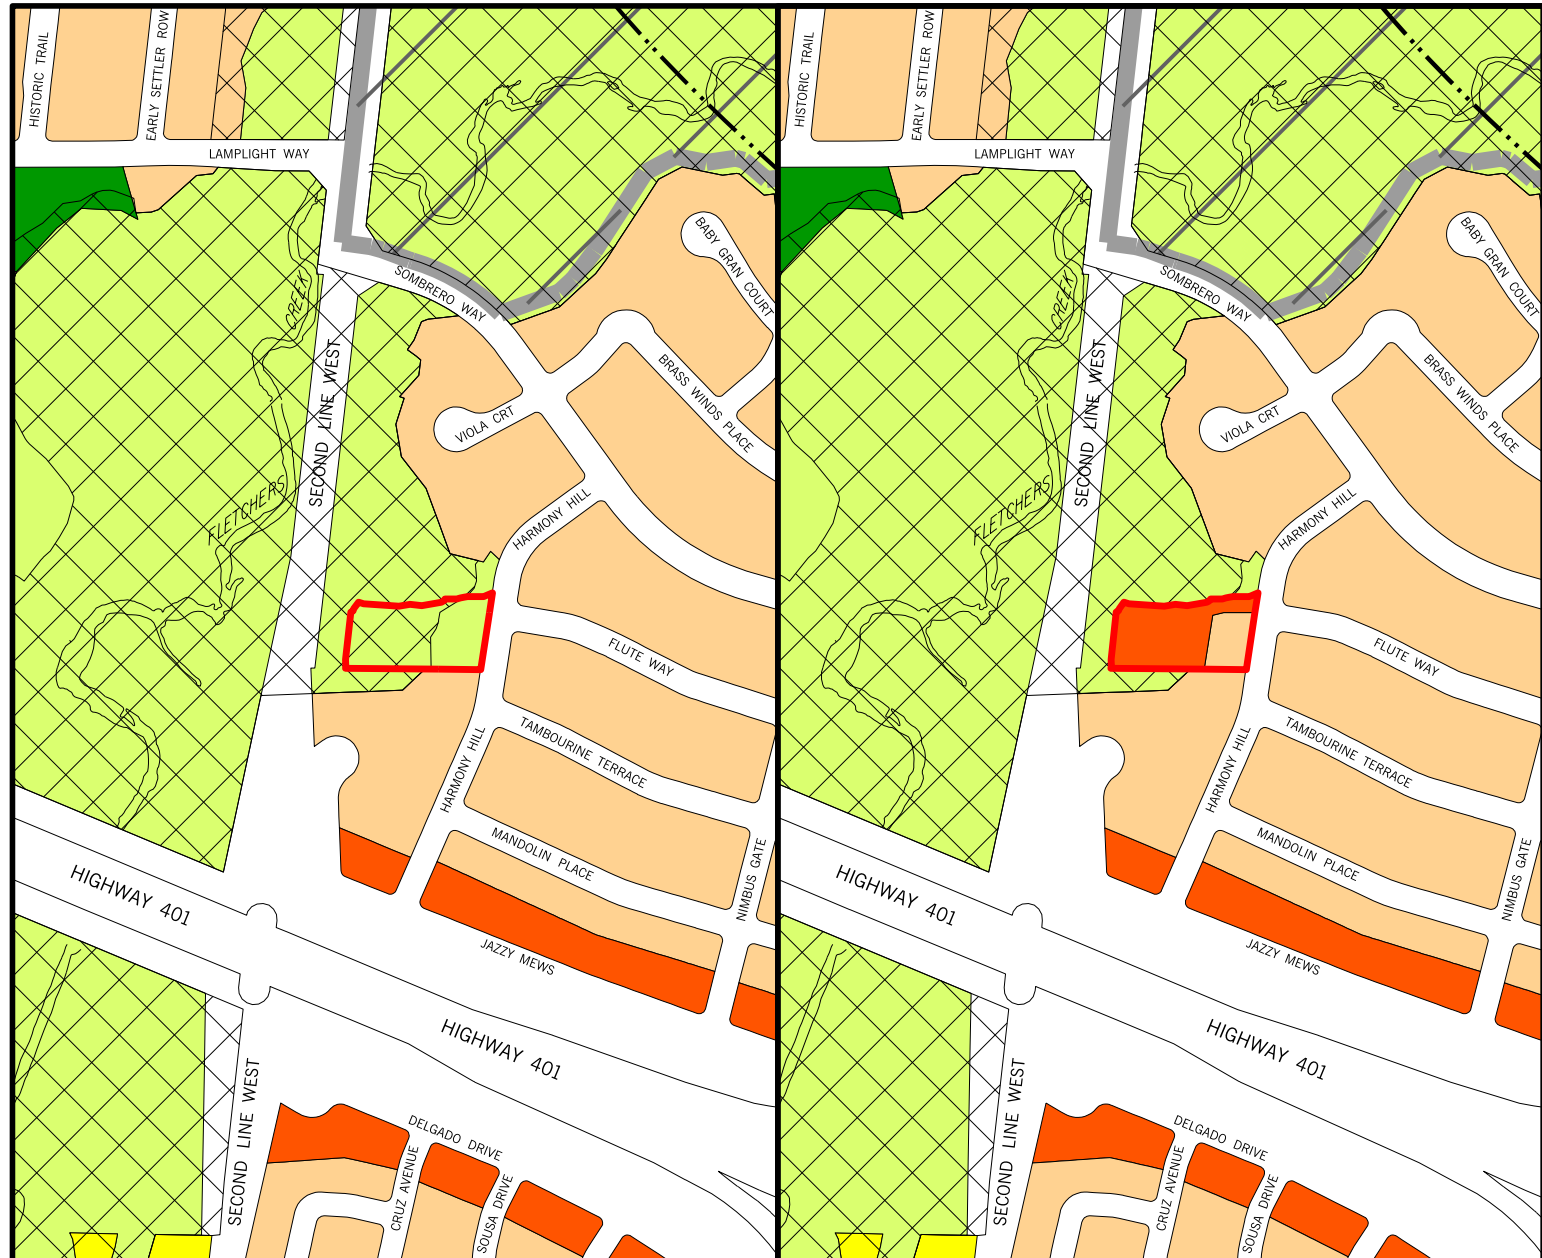 HISTORIC TRAIL
EARLY SETTLER ROW
LAMPLIGHT WAY
CREEK
SOMBRERO WAY
BABY GRAN COURT
SECOND LINE WEST
BRASS WINDS PLACE
VIOLA CRT
FLETCHERS
HARMONY HILL
FLUTE WAY
TAMBOURINE TERRACE
HARMONY HILL
MANDOLIN PLACE
NIMBUS GATE
HIGHWAY 401
JAZZY MEWS
HIGHWAY 401
SECOND LINE WEST
DELGADO DRIVE
CRUZ AVENUE
SOUSA DRIVE
HISTORIC TRAIL
EARLY SETTLER ROW
LAMPLIGHT WAY
CREEK
SOMBRERO WAY
BABY GRAN COURT
SECOND LINE WEST
BRASS WINDS PLACE
VIOLA CRT
FLETCHERS
HARMONY HILL
FLUTE WAY
TAMBOURINE TERRACE
HARMONY HILL
MANDOLIN PLACE
NIMBUS GATE
HIGHWAY 401
JAZZY MEWS
HIGHWAY 401
SECOND LINE WEST
DELGADO DRIVE
CRUZ AVENUE
SOUSA DRIVE